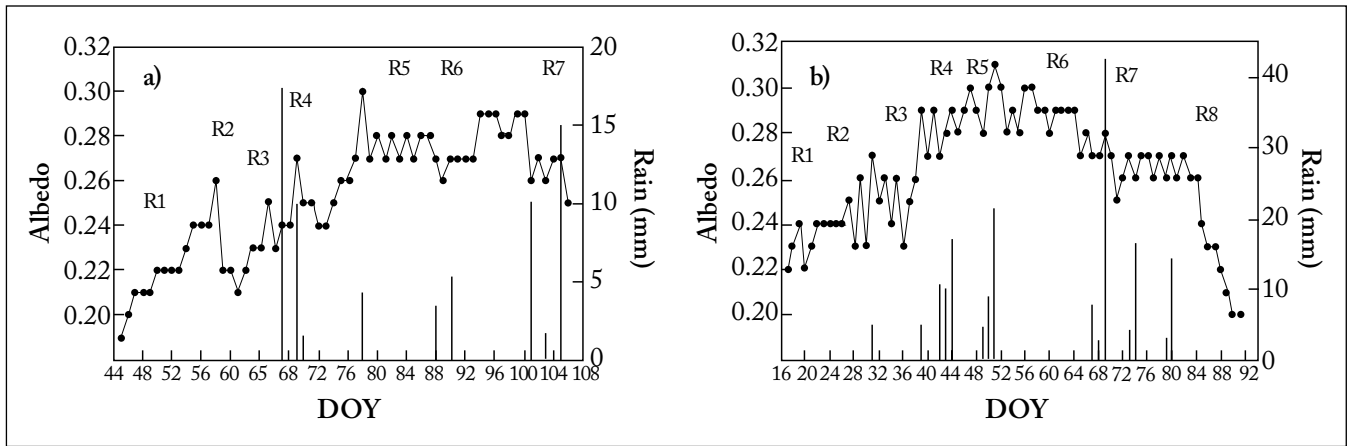 a)
Albedo
0.32
0.30
0.28
0.26
0.24
0.22
0.20
R1
R2
R3
R4
R5
R6
R7
20
15
10
5
0
Rain (mm)
44 48 52 56 60 65 68 72 76 80 84 88 92 96 100 104 108
DOY
b)
Albedo
0.32
0.30
0.28
0.26
0.24
0.22
0.20
R1
R2
R3
R4
R5
R6
R7
R8
40
30
20
10
0
Rain (mm)
16 20 24 28 32 36 40 44 48 52 56 60 64 68 72 76 84 88 92
DOY